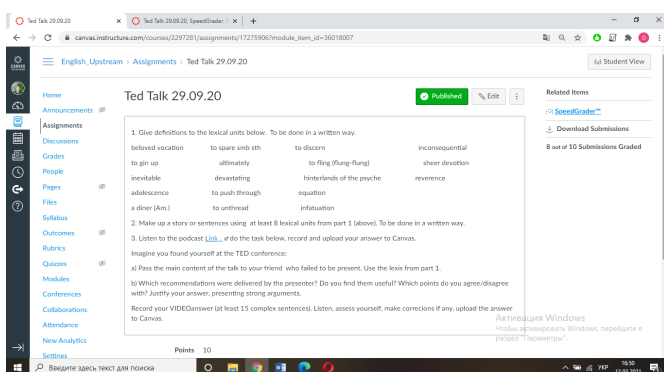 Ted Talk 29.09.20
Ted Talk 29.09.20, SpeedGrader, 
canvas.instructure.com/courses/2297281/assignments/17275906?module_item_id=36018007
English_Upstream › Assignments › Ted Talk 29.09.20
Student View
Home
Announcements
Assignments
Discussions
Grades
People
Pages
Files
Syllabus
Outcomes
Rubrics
Quizzes
Modules
Conferences
Collaborations
Attendance
New Analytics
Settings
Ted Talk 29.09.20
Published
Edit
1. Give definitions to the lexical units below. To be done in a written way.
beloved vocation to spare smb sth to discern inconsequential
to gin up ultimately to fling (flung-flung) sheer devotion
inevitable devastating hinterlands of the psyche reverence
adolescence to push through equation
a diner (Am.) to unthread infatuation
2. Make up a story or sentences using at least 8 lexical units from part 1 (above). To be done in a written way.
3. Listen to the podcast Link , и do the task below, record and upload your answer to Canvas.
Imagine you found yourself at the TED conference:
a) Pass the main content of the talk to your friend who failed to be present. Use the lexis from part 1.
b) Which recommendations were delivered by the presenter? Do you find them useful? Which points do you agree/disagree
with? Justify your answer, presenting strong arguments.
Record your VIDEOanswer (at least 15 complex sentences). Listen, assess yourself, make correcions if any, upload the answer
to Canvas.
Points 10
Related Items
SpeedGrader™
Download Submissions
8 out of 10 Submissions Graded
Активация Windows
Чтобы активировать Windows, перейдите в
раздел "Параметры".
Введите здесь текст для поиска
УКР
16:50
13.03.2021